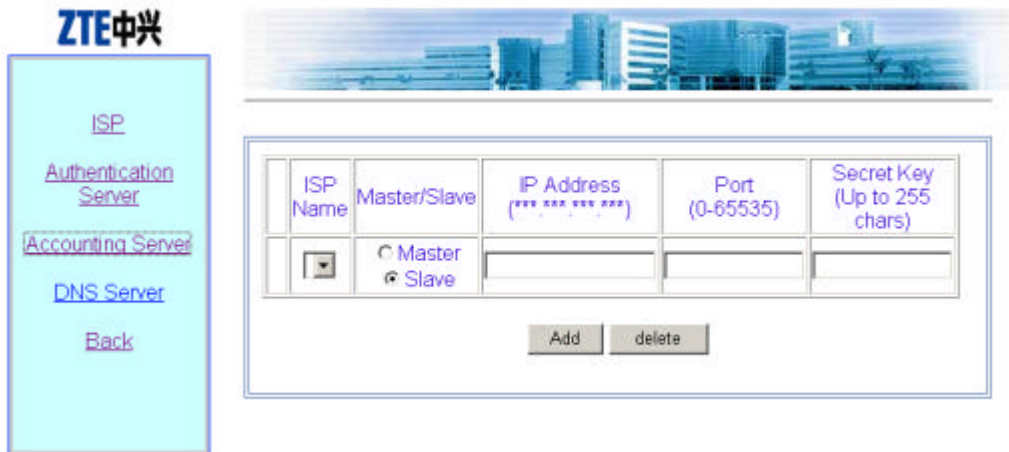 ZTE中兴
ISP
Authentication
Server
Accounting Server
DNS Server
Back
ISP
Name
Master/Slave
IP Address
(***.***.***.***)
Port
(0-65535)
Secret Key
(Up to 255
chars)
Master
Slave
Add
delete